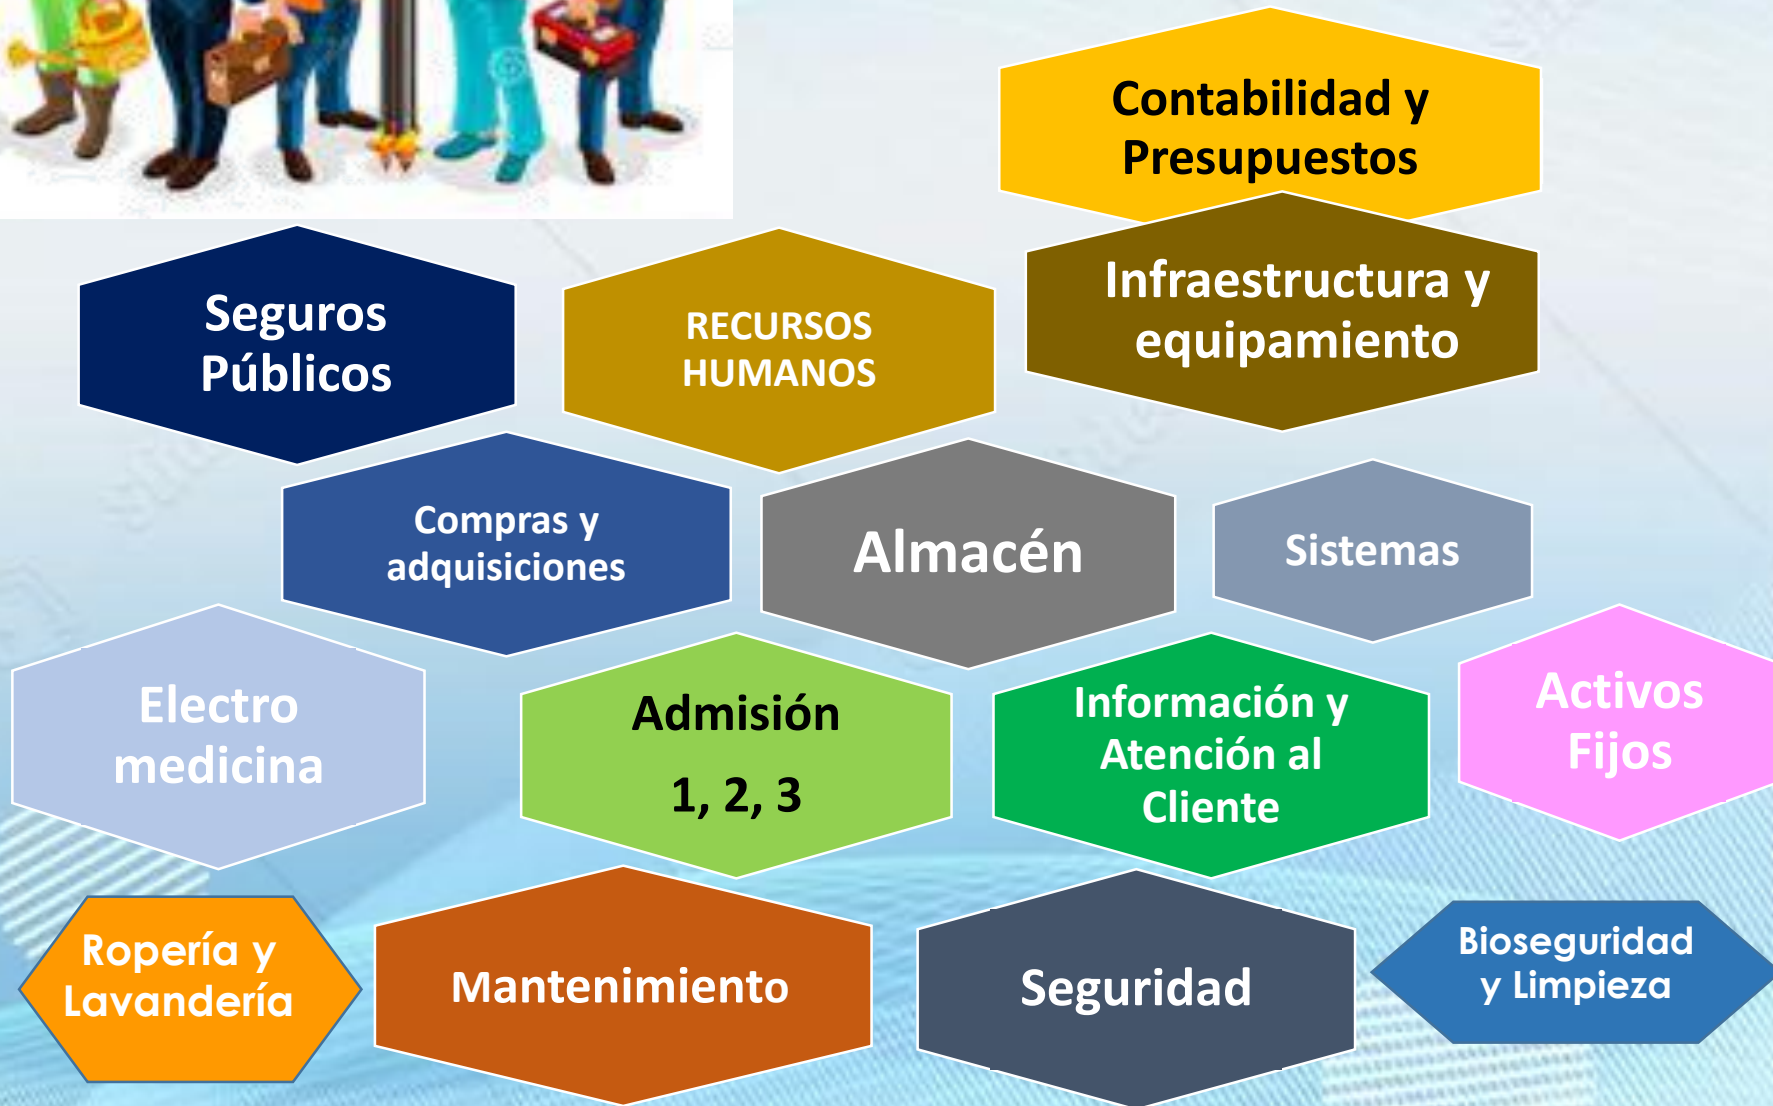 Contabilidad y
Presupuestos
Infraestructura y
equipamiento
Seguros
Públicos
RECURSOS
HUMANOS
Compras y
adquisiciones
Almacén
Sistemas
Electro
medicina
Admisión
1, 2, 3
Información y
Atención al
Cliente
Activos
Fijos
Ropería y
Lavandería
Mantenimiento
Seguridad
Bioseguridad
y Limpieza